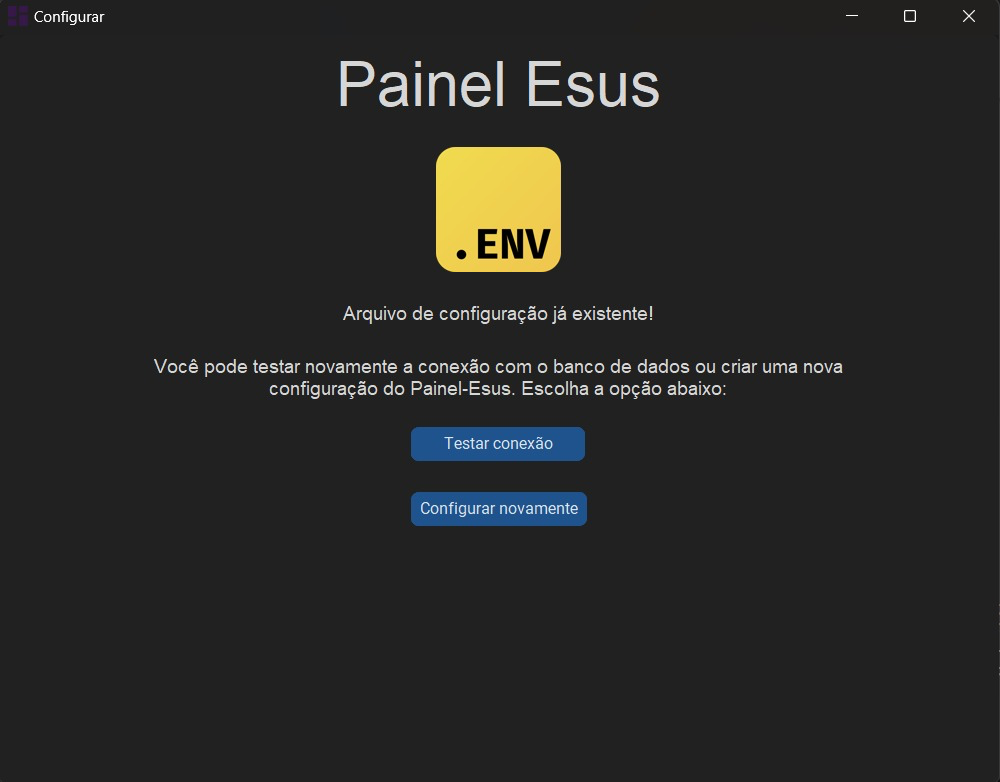 Configurar
Painel Esus
.ENV
Arquivo de configuração já existente!
Você pode testar novamente a conexão com o banco de dados ou criar uma nova
configuração do Painel-Esus. Escolha a opção abaixo:
Testar conexão
Configurar novamente